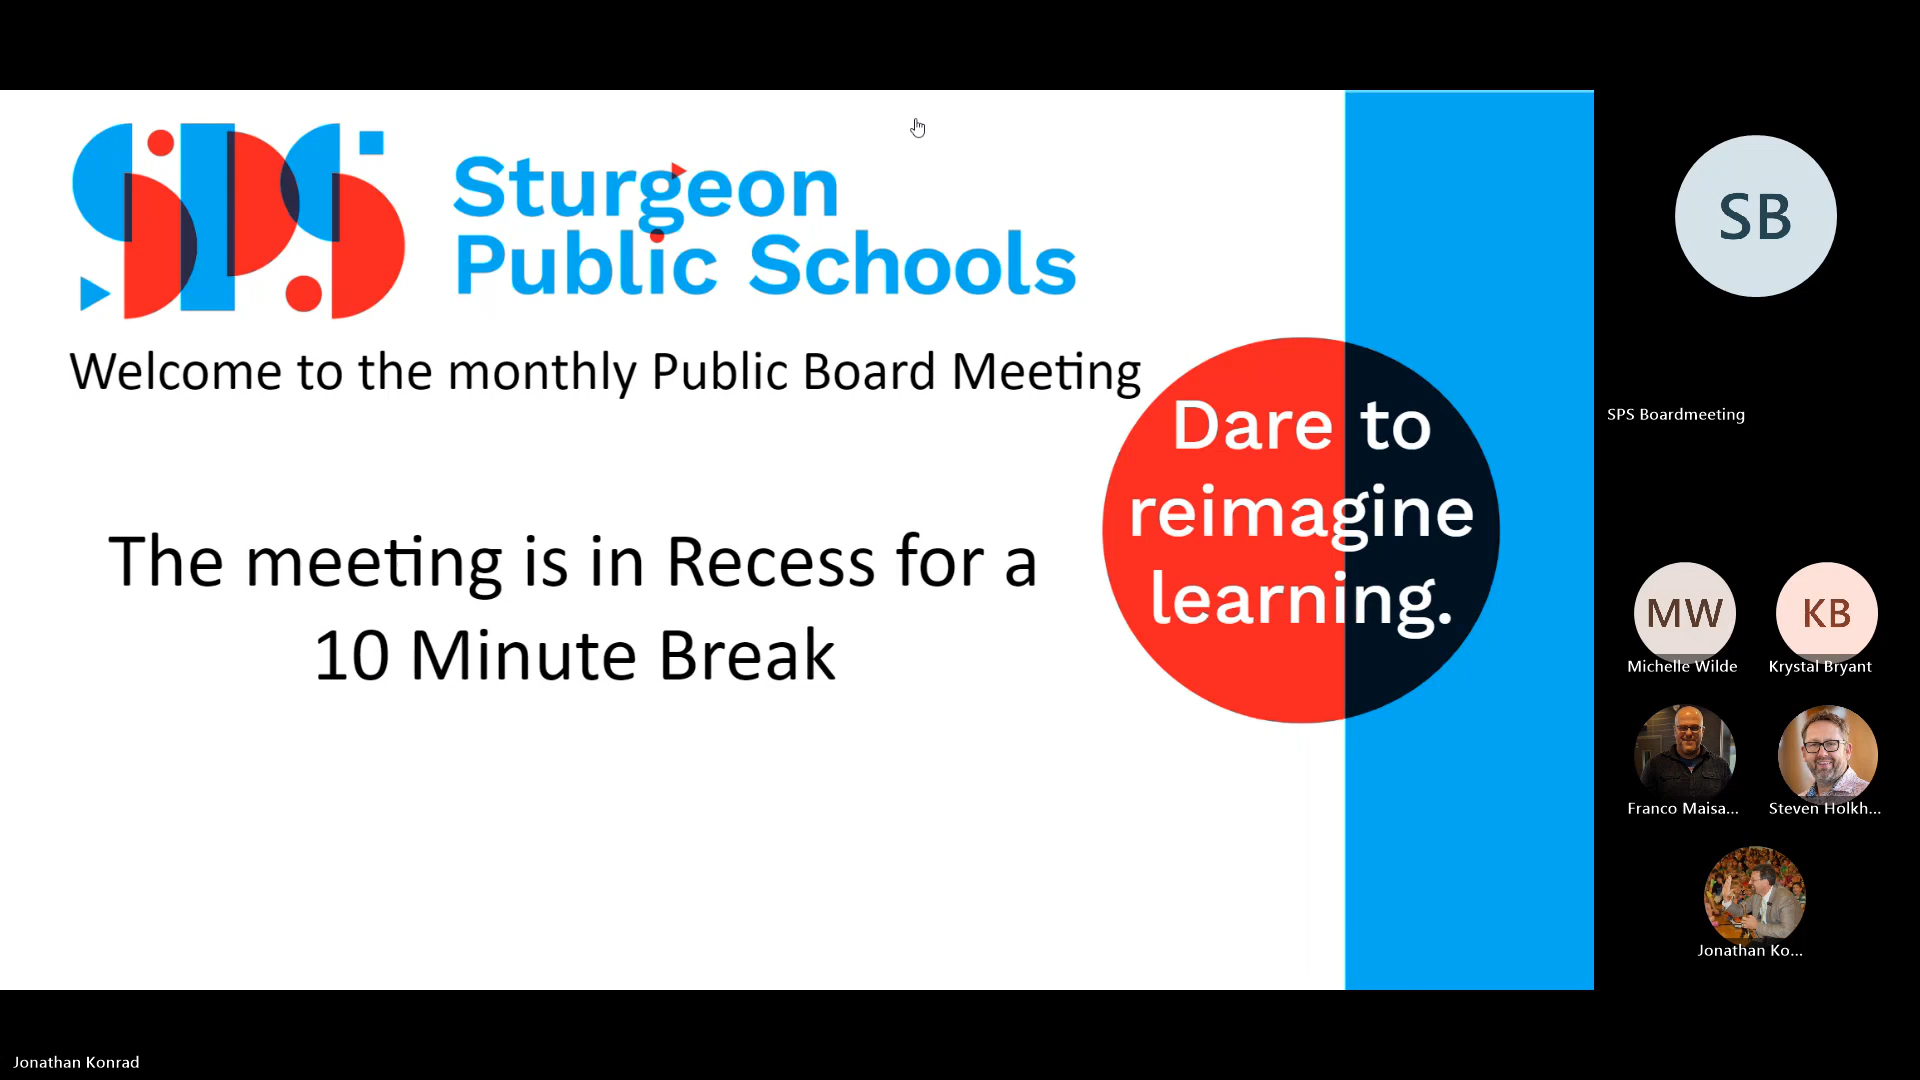 SPS
Sturgeon
Public Schools
Welcome to the monthly Public Board Meeting
The meeting is in Recess for a
10 Minute Break
Dare to
reimagine
learning.
SB
SPS Boardmeeting
MW
KB
Michelle Wilde
Krystal Bryant
Franco Maisa...
Steven Holkh...
Jonathan Ko...
Jonathan Konrad